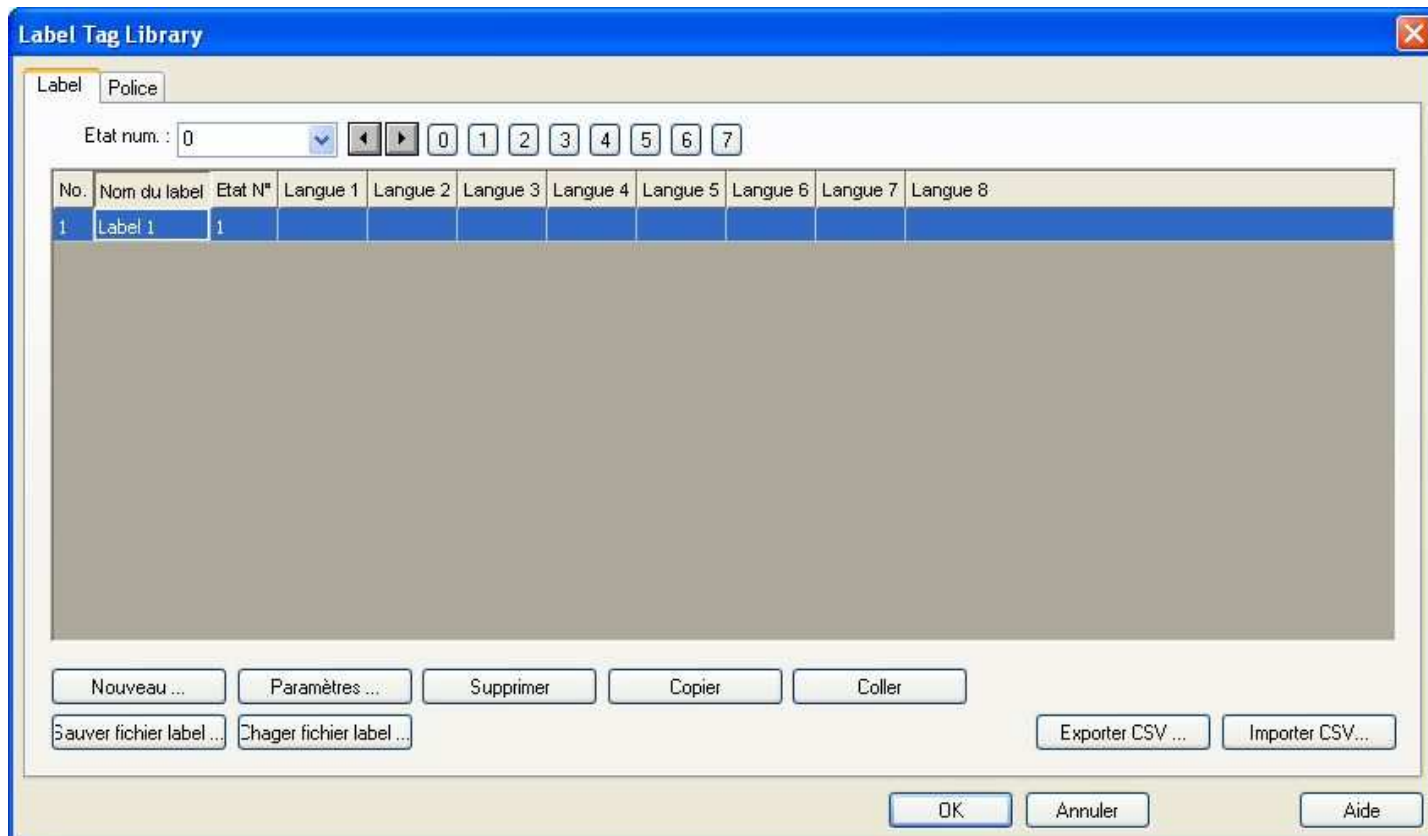 Label Tag Library
Label Police
Etat num. : 0 0 1 2 3 4 5 6 7
No. Nom du label Etat N° Langue 1 Langue 2 Langue 3 Langue 4 Langue 5 Langue 6 Langue 7 Langue 8
1 Label 1 1
Nouveau ... Paramètres ... Supprimer Copier Coller
Sauver fichier label ... Chager fichier label ... Exporter CSV ... Importer CSV...
OK Annuler Aide